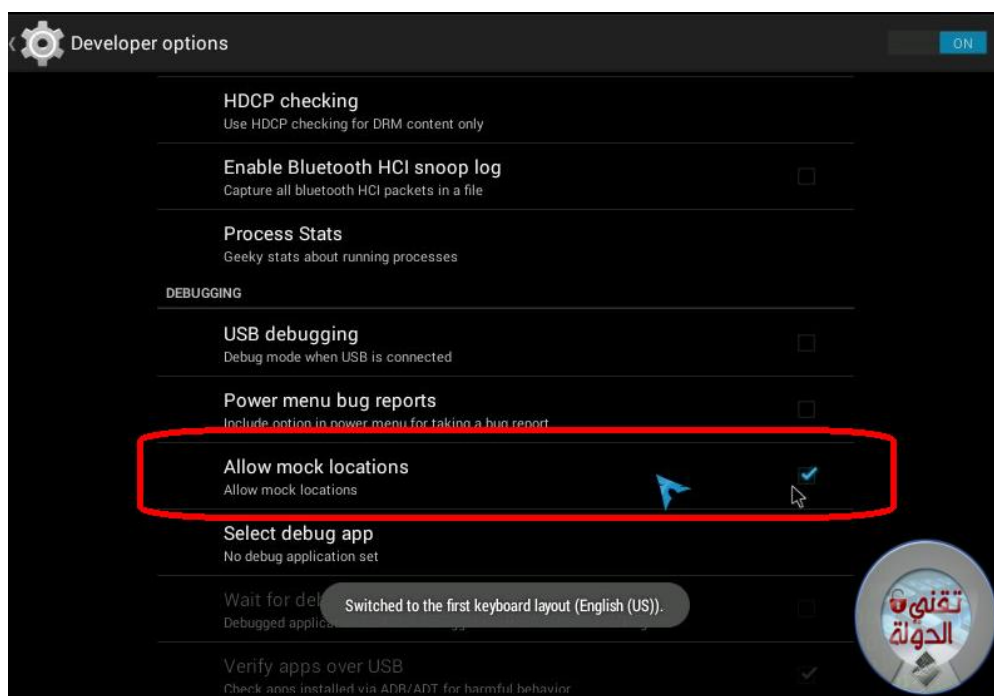 Developer options
ON
HDCP checking
Use HDCP checking for DRM content only
Enable Bluetooth HCI snoop log
Capture all bluetooth HCI packets in a file
Process Stats
Geeky stats about running processes
DEBUGGING
USB debugging
Debug mode when USB is connected
Power menu bug reports
Include option in power menu for taking a bug report
Allow mock locations
Allow mock locations
Select debug app
No debug application set
Wait for
Switched to the first keyboard layout (English (US)).
Verify apps over USB
Check apps installed via ADB/ADT for harmful behavior
تقني
الدولة